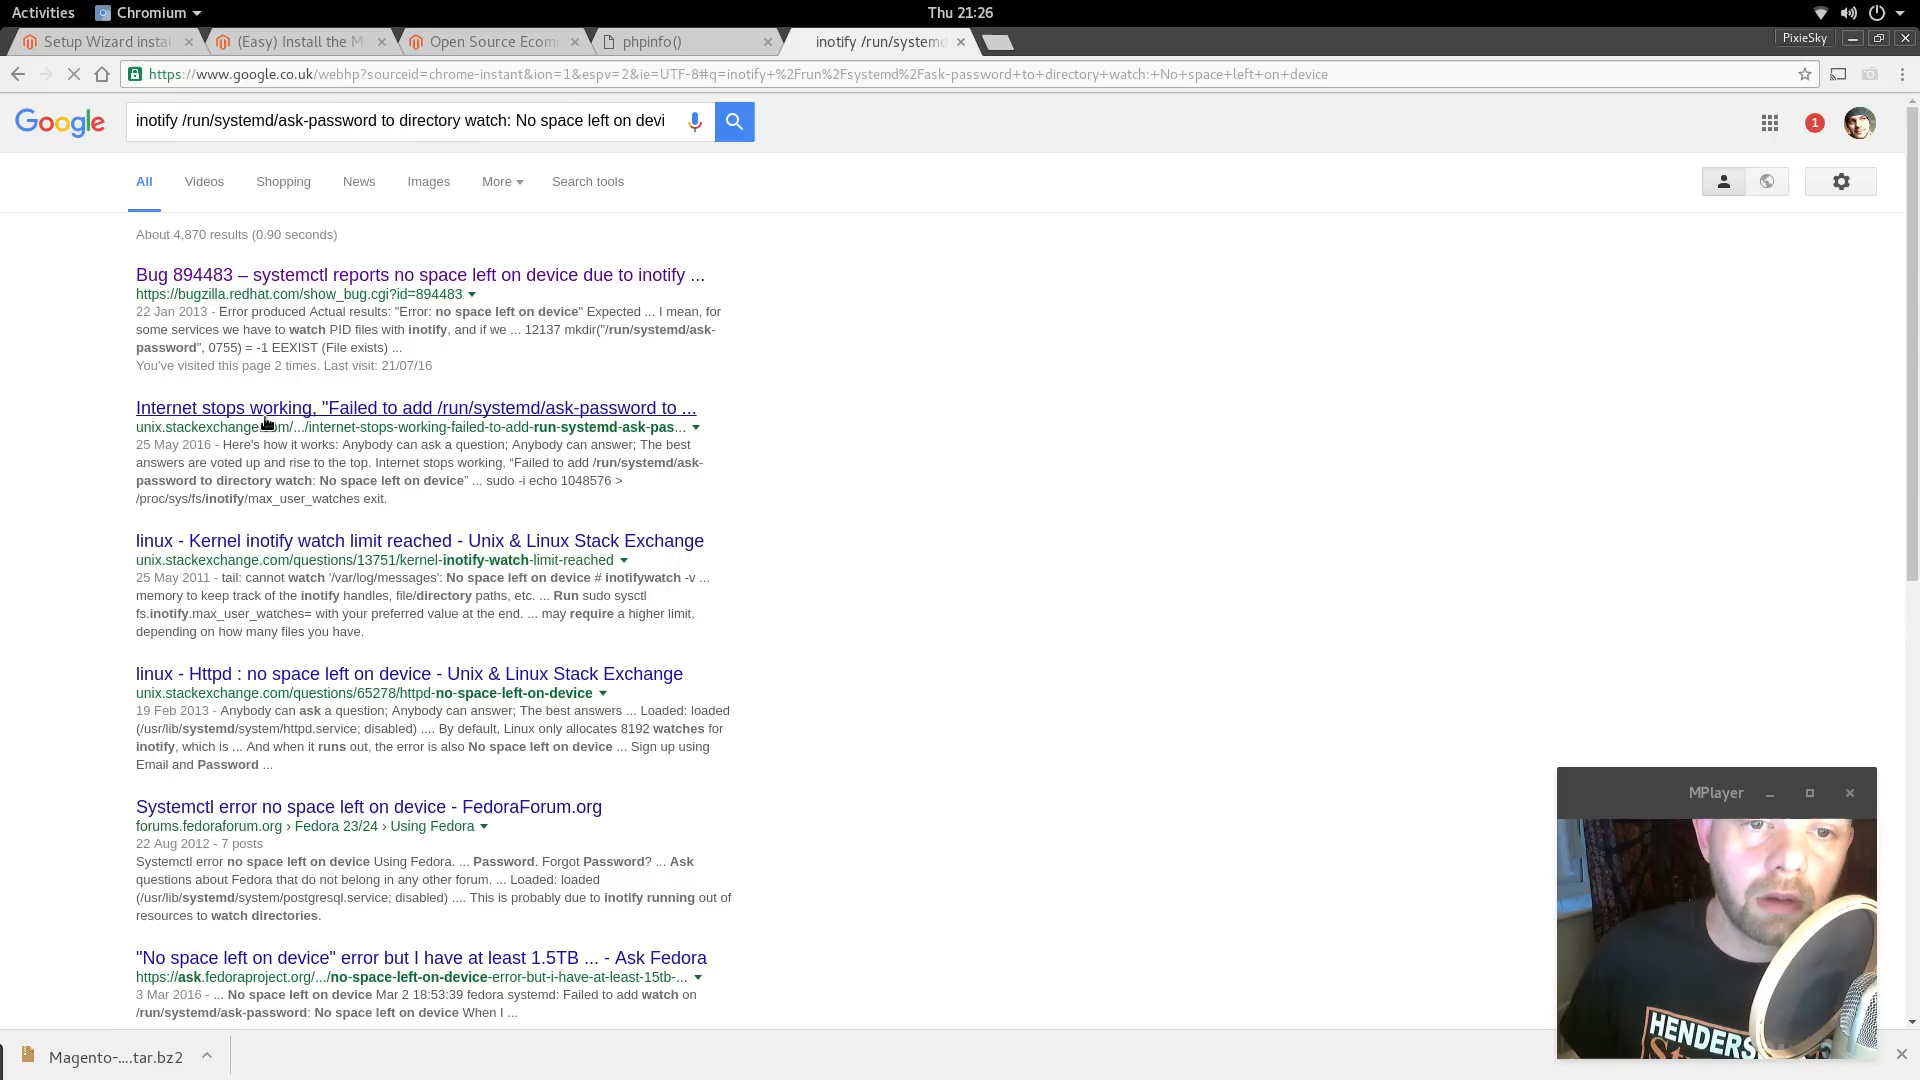 Activities Chromium Thu 21:26
Setup Wizard instal (Easy) Install the M Open Source Ecom phpinfo() inotify /run/systemd PixieSky
https://www.google.co.uk/webhp?sourceid=chrome-instant&ion=1&espv=2&ie=UTF-8#q=inotify+%2Frun%2Fsystemd%2Fask-password+to+directory+watch:+No+space+left+on+device
Google inotify /run/systemd/ask-password to directory watch: No space left on devi 1
All Videos Shopping News Images More Search tools
About 4,870 results (0.90 seconds)
Bug 894483 – systemctl reports no space left on device due to inotify ...
https://bugzilla.redhat.com/show_bug.cgi?id=894483
22 Jan 2013 - Error produced Actual results: "Error: no space left on device" Expected ... I mean, for
some services we have to watch PID files with inotify, and if we ... 12137 mkdir("/run/systemd/ask-
password", 0755) = -1 EEXIST (File exists) ...
You've visited this page 2 times. Last visit: 21/07/16
Internet stops working, "Failed to add /run/systemd/ask-password to ...
unix.stackexchange.com/.../internet-stops-working-failed-to-add-run-systemd-ask-pas...
25 May 2016 - Here's how it works: Anybody can ask a question; Anybody can answer; The best
answers are voted up and rise to the top. Internet stops working, “Failed to add /run/systemd/ask-
password to directory watch: No space left on device” ... sudo -i echo 1048576 >
/proc/sys/fs/inotify/max_user_watches exit.
linux - Kernel inotify watch limit reached - Unix & Linux Stack Exchange
unix.stackexchange.com/questions/13751/kernel-inotify-watch-limit-reached
25 May 2011 - tail: cannot watch '/var/log/messages': No space left on device # inotifywatch -v ...
memory to keep track of the inotify handles, file/directory paths, etc. ... Run sudo sysctl
fs.inotify.max_user_watches= with your preferred value at the end. ... may require a higher limit,
depending on how many files you have.
linux - Httpd : no space left on device - Unix & Linux Stack Exchange
unix.stackexchange.com/questions/65278/httpd-no-space-left-on-device
19 Feb 2013 - Anybody can ask a question; Anybody can answer; The best answers ... Loaded: loaded
(/usr/lib/systemd/system/httpd.service; disabled) .... By default, Linux only allocates 8192 watches for
inotify, which is ... And when it runs out, the error is also No space left on device ... Sign up using
Email and Password ...
Systemctl error no space left on device - FedoraForum.org
forums.fedoraforum.org › Fedora 23/24 › Using Fedora
22 Aug 2012 - 7 posts
Systemctl error no space left on device Using Fedora. ... Password. Forgot Password? ... Ask
questions about Fedora that do not belong in any other forum. ... Loaded: loaded
(/usr/lib/systemd/system/postgresql.service; disabled) .... This is probably due to inotify running out of
resources to watch directories.
"No space left on device" error but I have at least 1.5TB ... - Ask Fedora
https://ask.fedoraproject.org/.../no-space-left-on-device-error-but-i-have-at-least-15tb-...
3 Mar 2016 - ... No space left on device Mar 2 18:53:39 fedora systemd: Failed to add watch on
/run/systemd/ask-password: No space left on device When I ...
MPlayer
HENDERS
Magento-....tar.bz2